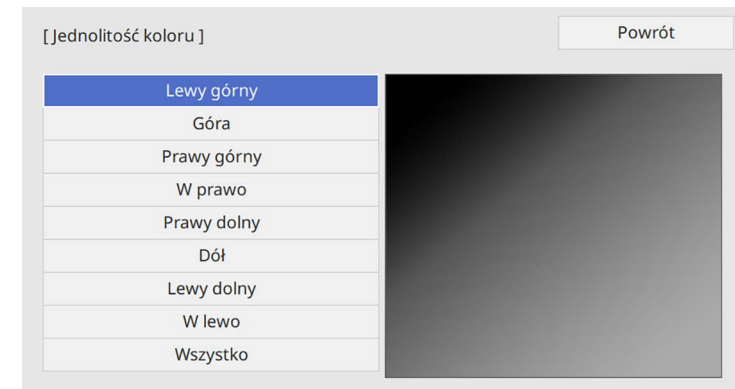 [ Jednolitość koloru ]
Powrót
Lewy górny
Góra
Prawy górny
W prawo
Prawy dolny
Dół
Lewy dolny
W lewo
Wszystko